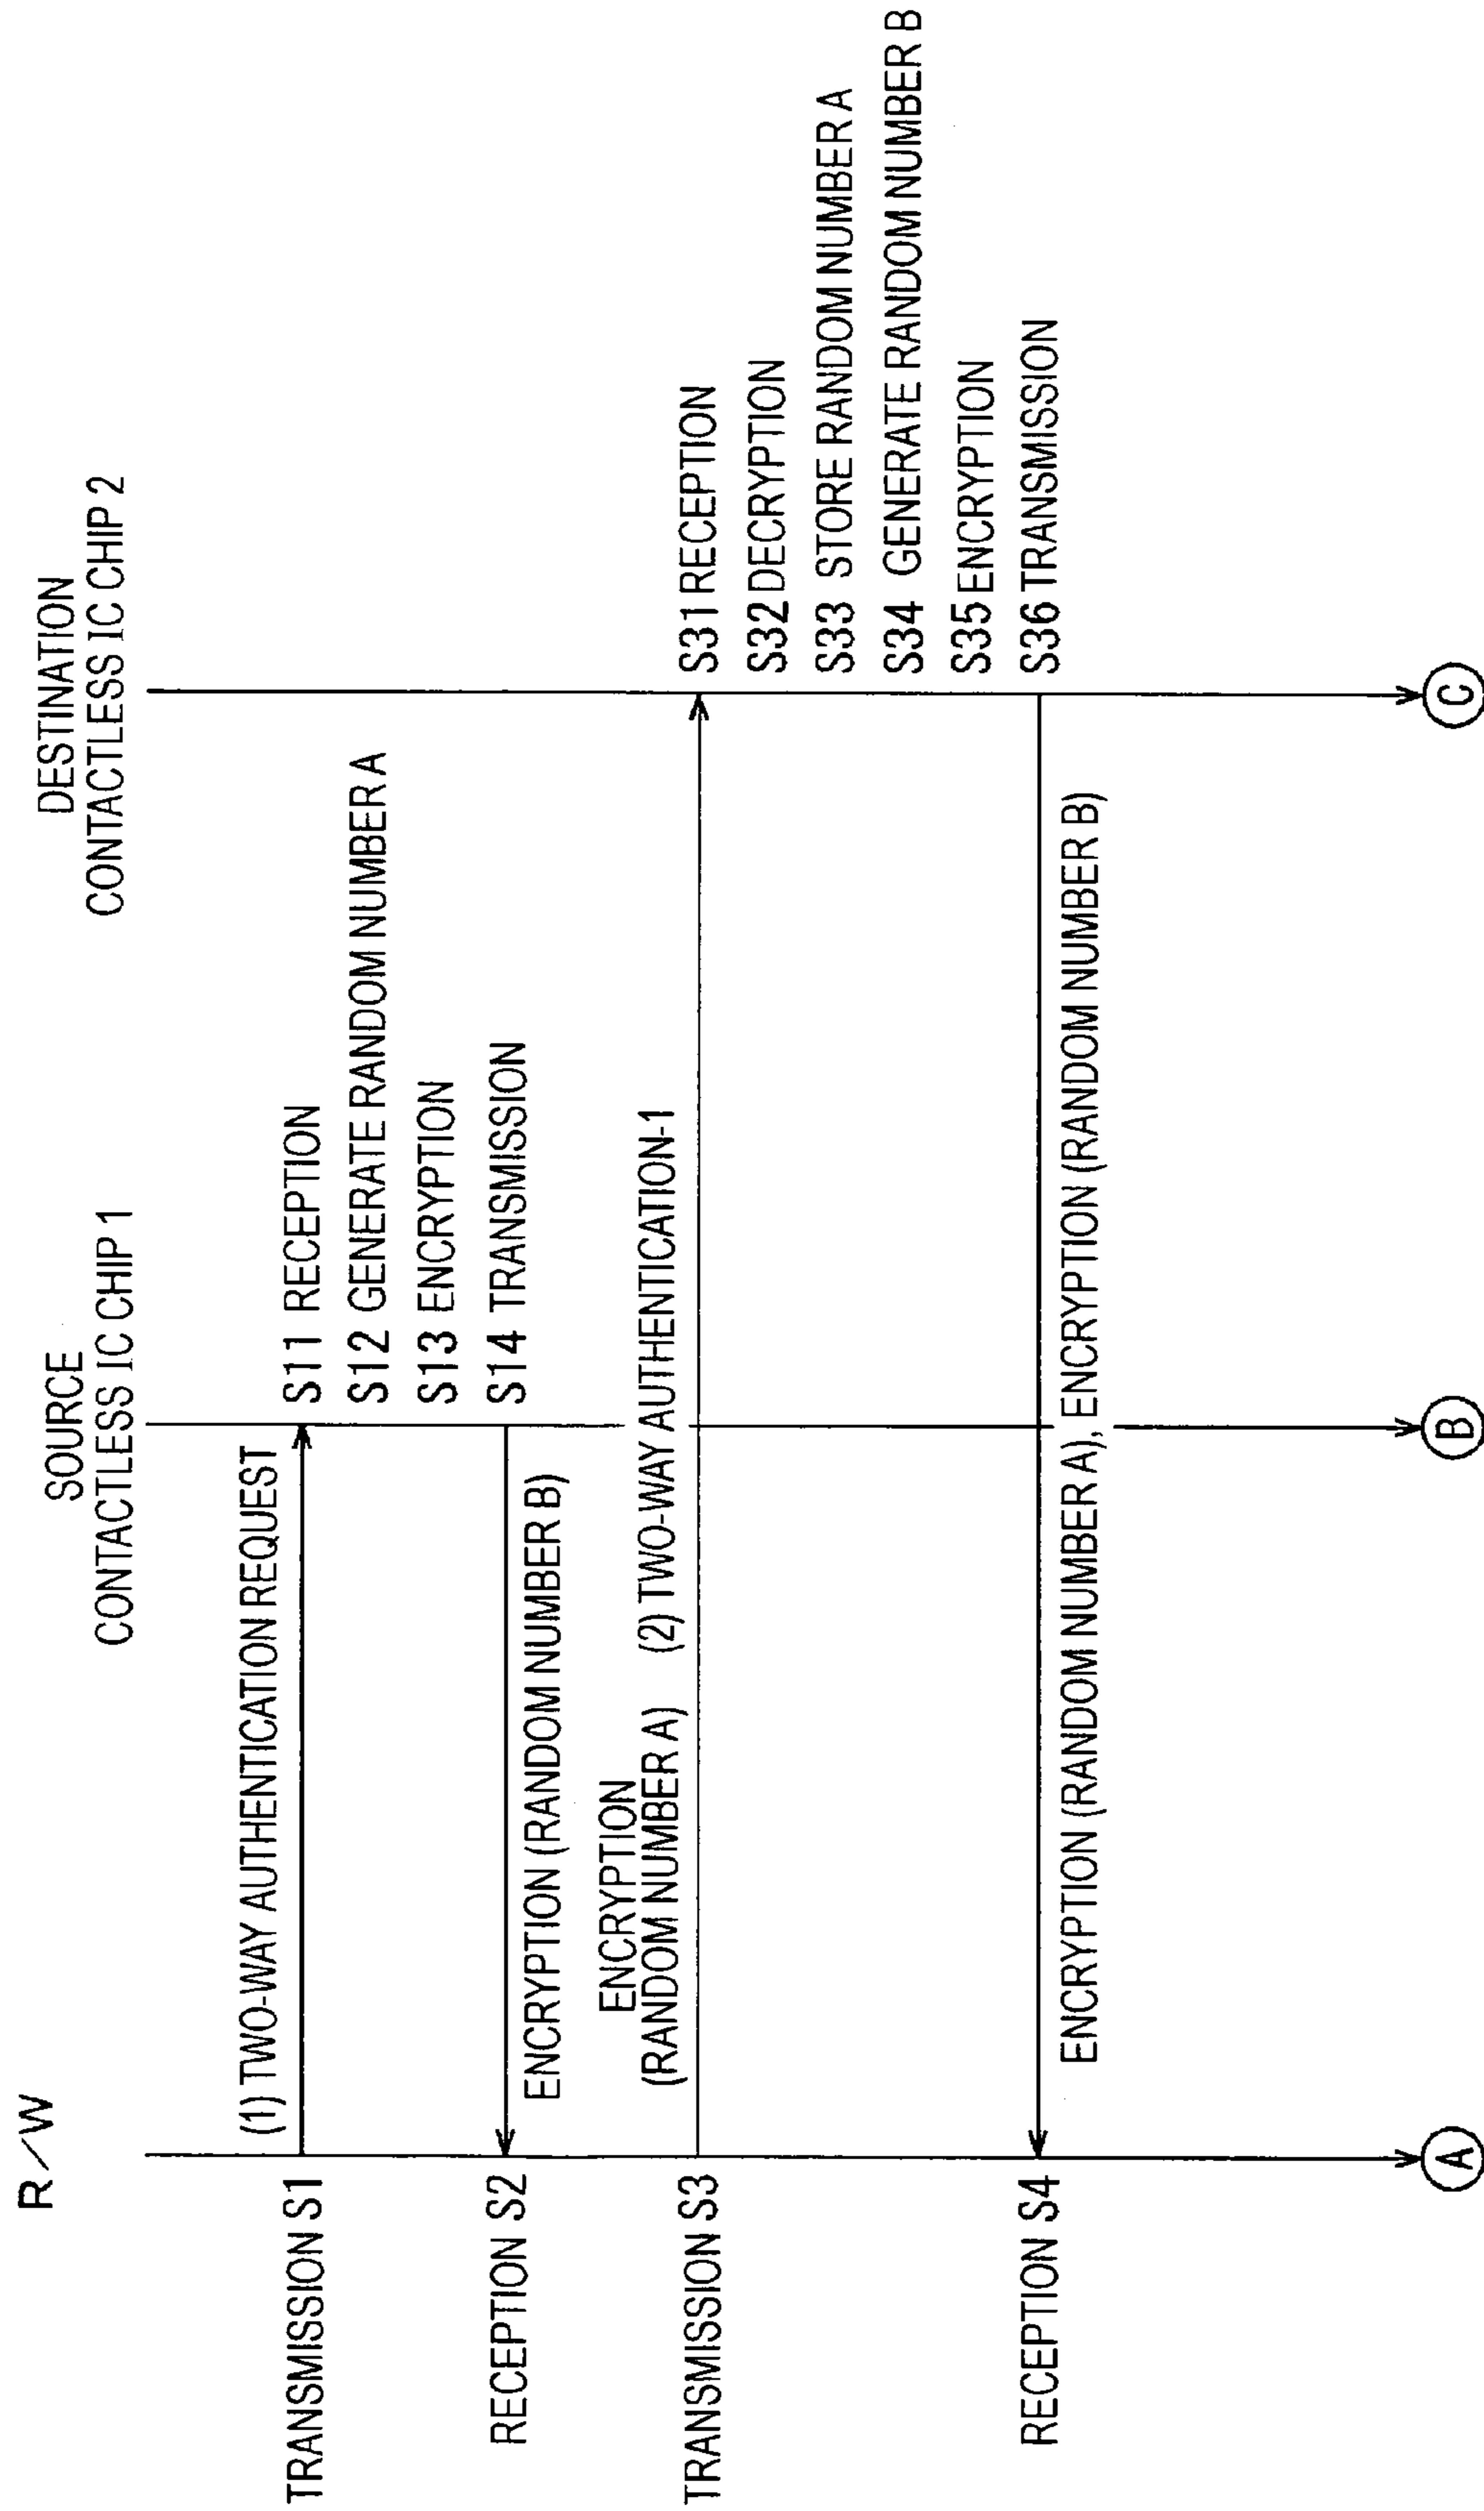 R/W
SOURCE
CONTACTLESS IC CHIP 1
DESTINATION
CONTACTLESS IC CHIP 2
(1) TWO-WAY AUTHENTICATION REQUEST
TRANSMISSION S1
S11 RECEPTION
S12 GENERATE RANDOM NUMBER A
S13 ENCRYPTION
RECEPTION S2
S14 TRANSMISSION
ENCRYPTION (RANDOM NUMBER B)
ENCRYPTION
(RANDOM NUMBER A)
(2) TWO-WAY AUTHENTICATION-1
TRANSMISSION S3
S31 RECEPTION
S32 DECRYPTION
S33 STORE RANDOM NUMBER A
S34 GENERATE RANDOM NUMBER B
S35 ENCRYPTION
RECEPTION S4
S36 TRANSMISSION
ENCRYPTION (RANDOM NUMBER A), ENCRYPTION (RANDOM NUMBER B)
A
B
C